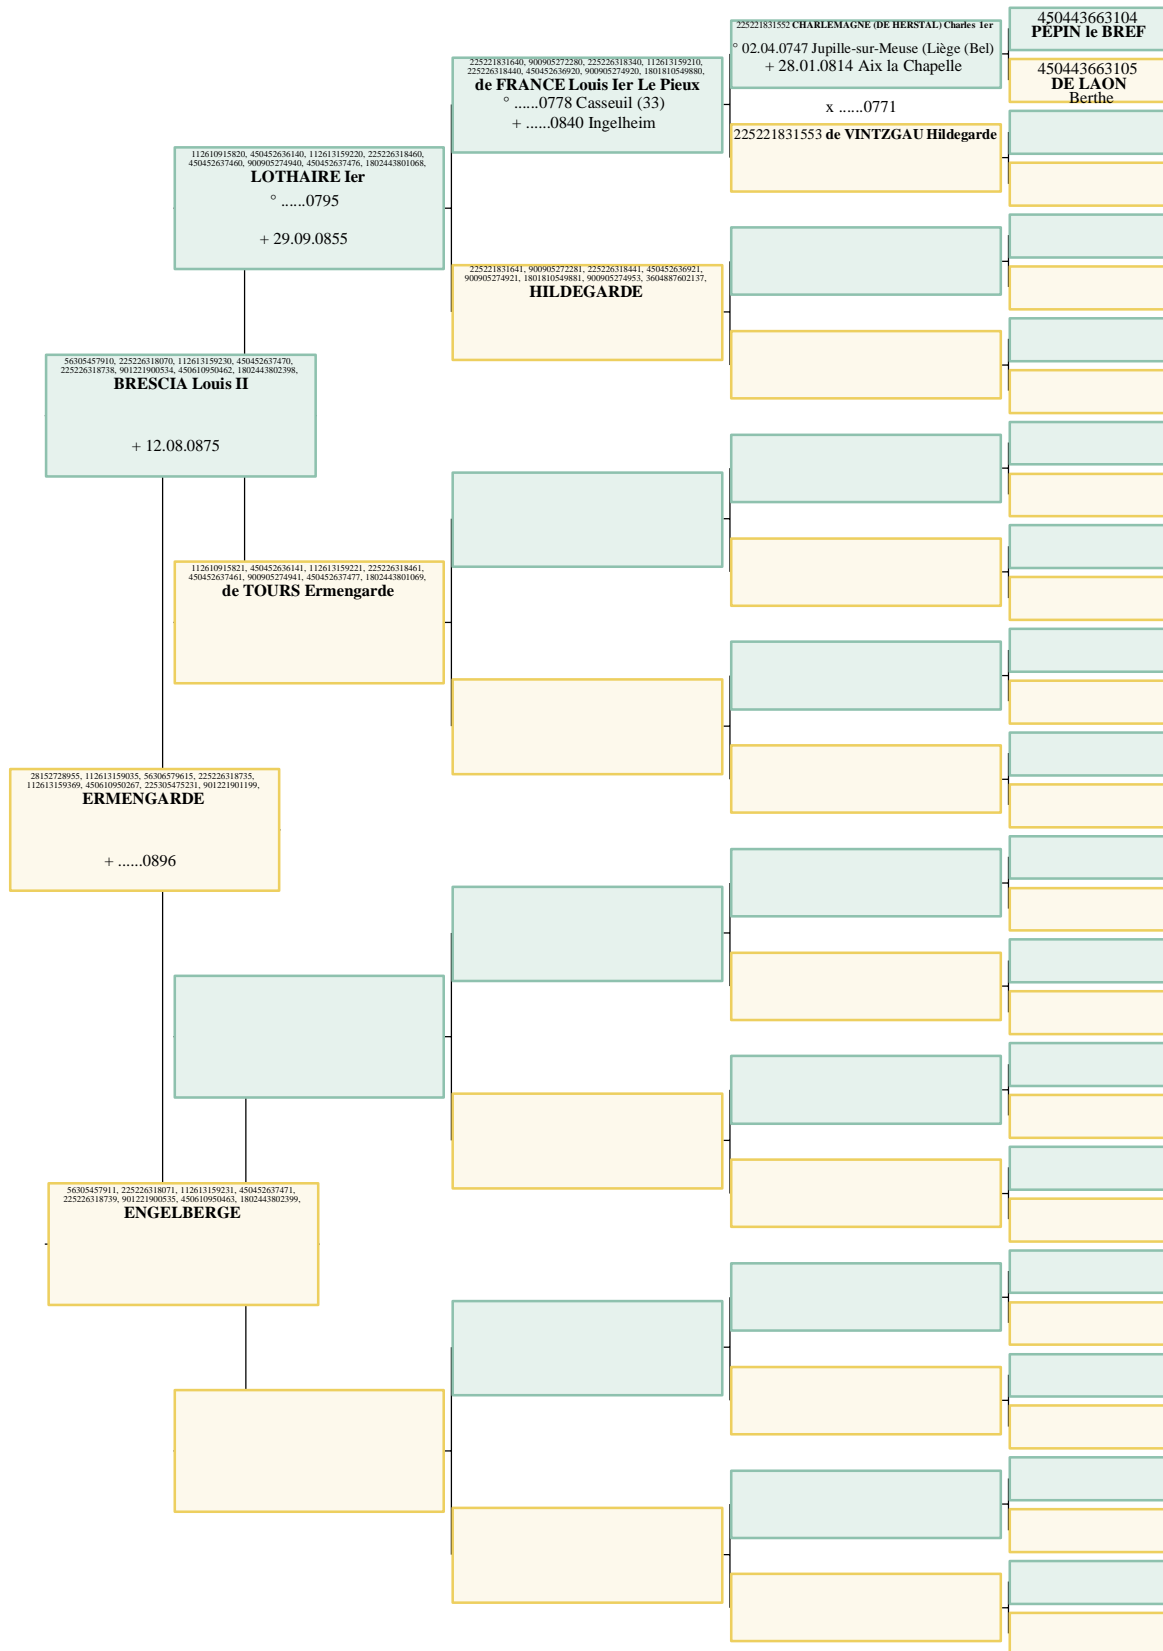 450443663104
PÉPIN le BREF
450443663105
DE LAON
Berthe
225221831552 CHARLEMAGNE (DE HERSTAL) Charles 1er
° 02.04.0747 Jupille-sur-Meuse (Liège (Bel)
+ 28.01.0814 Aix la Chapelle
x ......0771
225221831553 de VINTZGAU Hildegarde
225221831640, 900905272280, 225226318340, 112613159210,
225226318440, 450452636920, 900905274920, 1801810549880,
de FRANCE Louis Ier Le Pieux
° ......0778 Casseuil (33)
+ ......0840 Ingelheim
112610915820, 450452636140, 112613159220, 225226318460,
450452637460, 900905274940, 450452637476, 1802443801068,
LOTHAIRE Ier
° ......0795
+ 29.09.0855
225221831641, 900905272281, 225226318441, 450452636921,
900905274921, 1801810549881, 900905274953, 3604887602137,
HILDEGARDE
56305457910, 225226318070, 112613159230, 450452637470,
225226318738, 901221900534, 450610950462, 1802443802398,
BRESCIA Louis II
+ 12.08.0875
112610915821, 450452636141, 112613159221, 225226318461,
450452637461, 900905274941, 450452637477, 1802443801069,
de TOURS Ermengarde
28152728955, 112613159035, 56306579615, 225226318735,
112613159369, 450610950267, 225305475231, 901221901199,
ERMENGARDE
+ ......0896
56305457911, 225226318071, 112613159231, 450452637471,
225226318739, 901221900535, 450610950463, 1802443802399,
ENGELBERGE